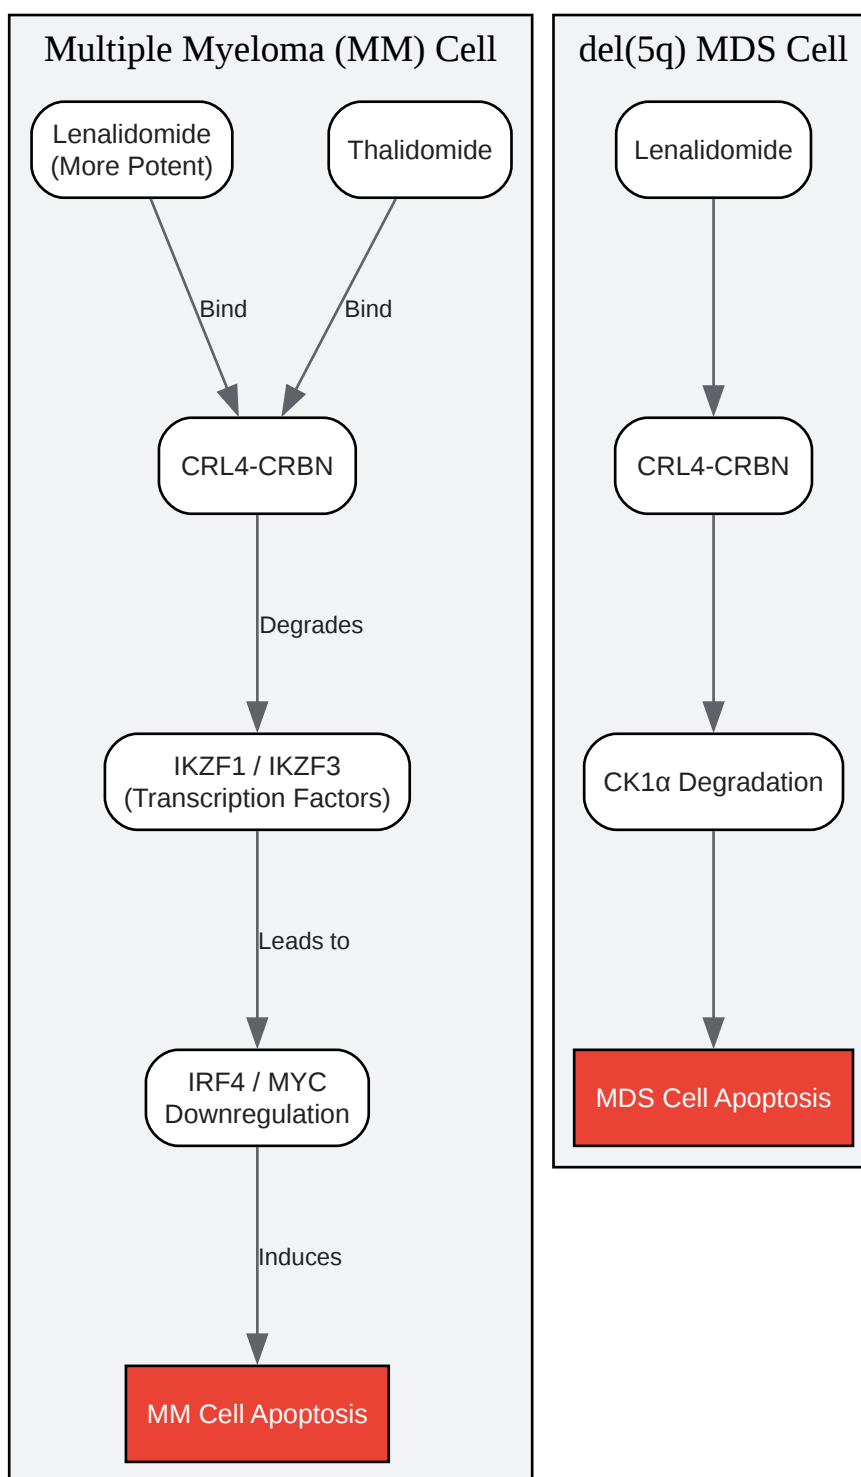 Multiple Myeloma (MM) Cell
Lenalidomide
(More Potent)
Thalidomide
Bind
Bind
CRL4-CRBN
Degrades
IKZF1 / IKZF3
(Transcription Factors)
Leads to
IRF4 / MYC
Downregulation
Induces
MM Cell Apoptosis
del(5q) MDS Cell
Lenalidomide
CRL4-CRBN
CK1α Degradation
MDS Cell Apoptosis